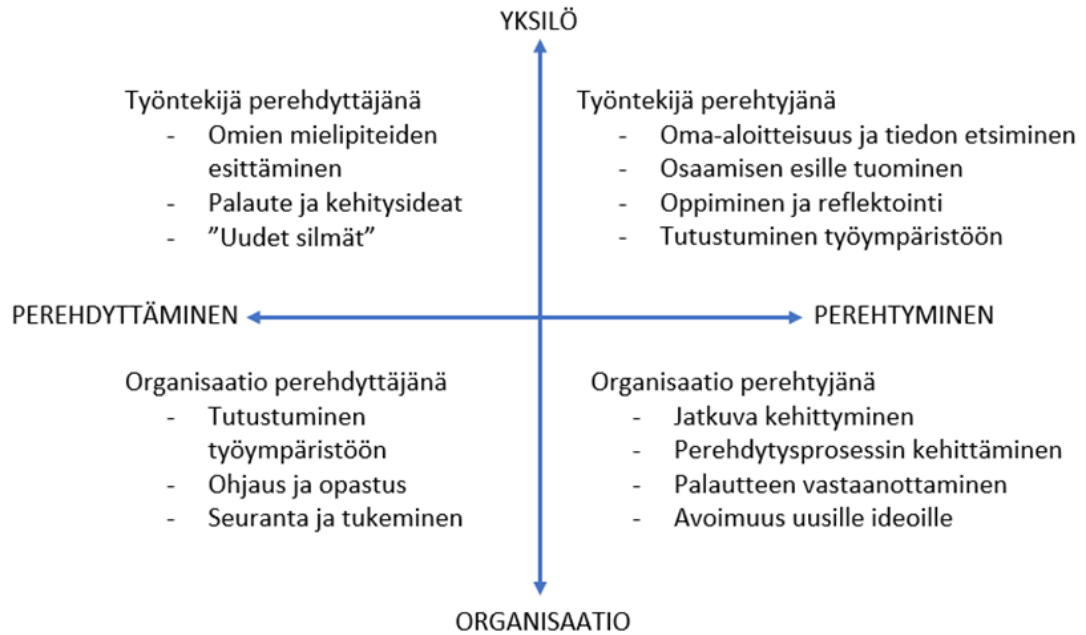 YKSILÖ
Työntekijä perehdyttäjänä
- Omien mielipiteiden
esittäminen
- Palaute ja kehitysideat
- ”Uudet silmät”
Työntekijä perehtyjänä
- Oma-aloitteisuus ja tiedon etsiminen
- Osaamisen esille tuominen
- Oppiminen ja reflektointi
- Tutustuminen työympäristöön
PEREHDYTTÄMINEN
PEREHTYMINEN
Organisaatio perehdyttäjänä
- Tutustuminen
työympäristöön
- Ohjaus ja opastus
- Seuranta ja tukeminen
Organisaatio perehtyjänä
- Jatkuva kehittyminen
- Perehdytysprosessin kehittäminen
- Palautteen vastaanottaminen
- Avoimuus uusille ideoille
ORGANISAATIO